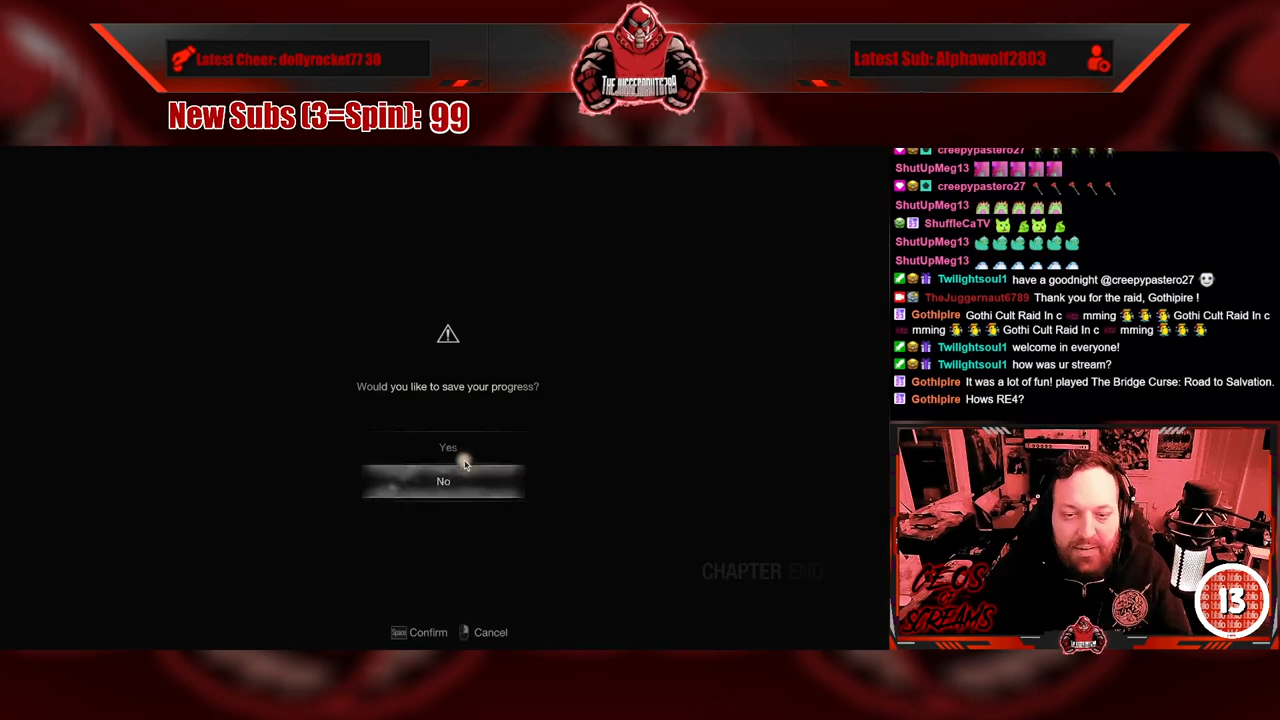 Latest Cheer: dollyrocket77 30
THEJUGGERNAUT6789
Latest Sub: Alphawolf2803
New Subs (3=Spin): 99
creepypastero27
ShutUpMeg13
creepypastero27
ShutUpMeg13
ShuffleCaTV
ShutUpMeg13
ShutUpMeg13
Twilightsoul1 have a goodnight @creepypastero27
TheJuggernaut6789 Thank you for the raid, Gothipire !
Gothipire Gothi Cult Raid In c mming Gothi Cult Raid In c
mming Gothi Cult Raid In c mming
Twilightsoul1 welcome in everyone!
Twilightsoul1 how was ur stream?
Gothipire It was a lot of fun! played The Bridge Curse: Road to Salvation.
Gothipire Hows RE4?
Would you like to save your progress?
Yes
No
CHAPTER END
Space Confirm Cancel
SCREAMS
13